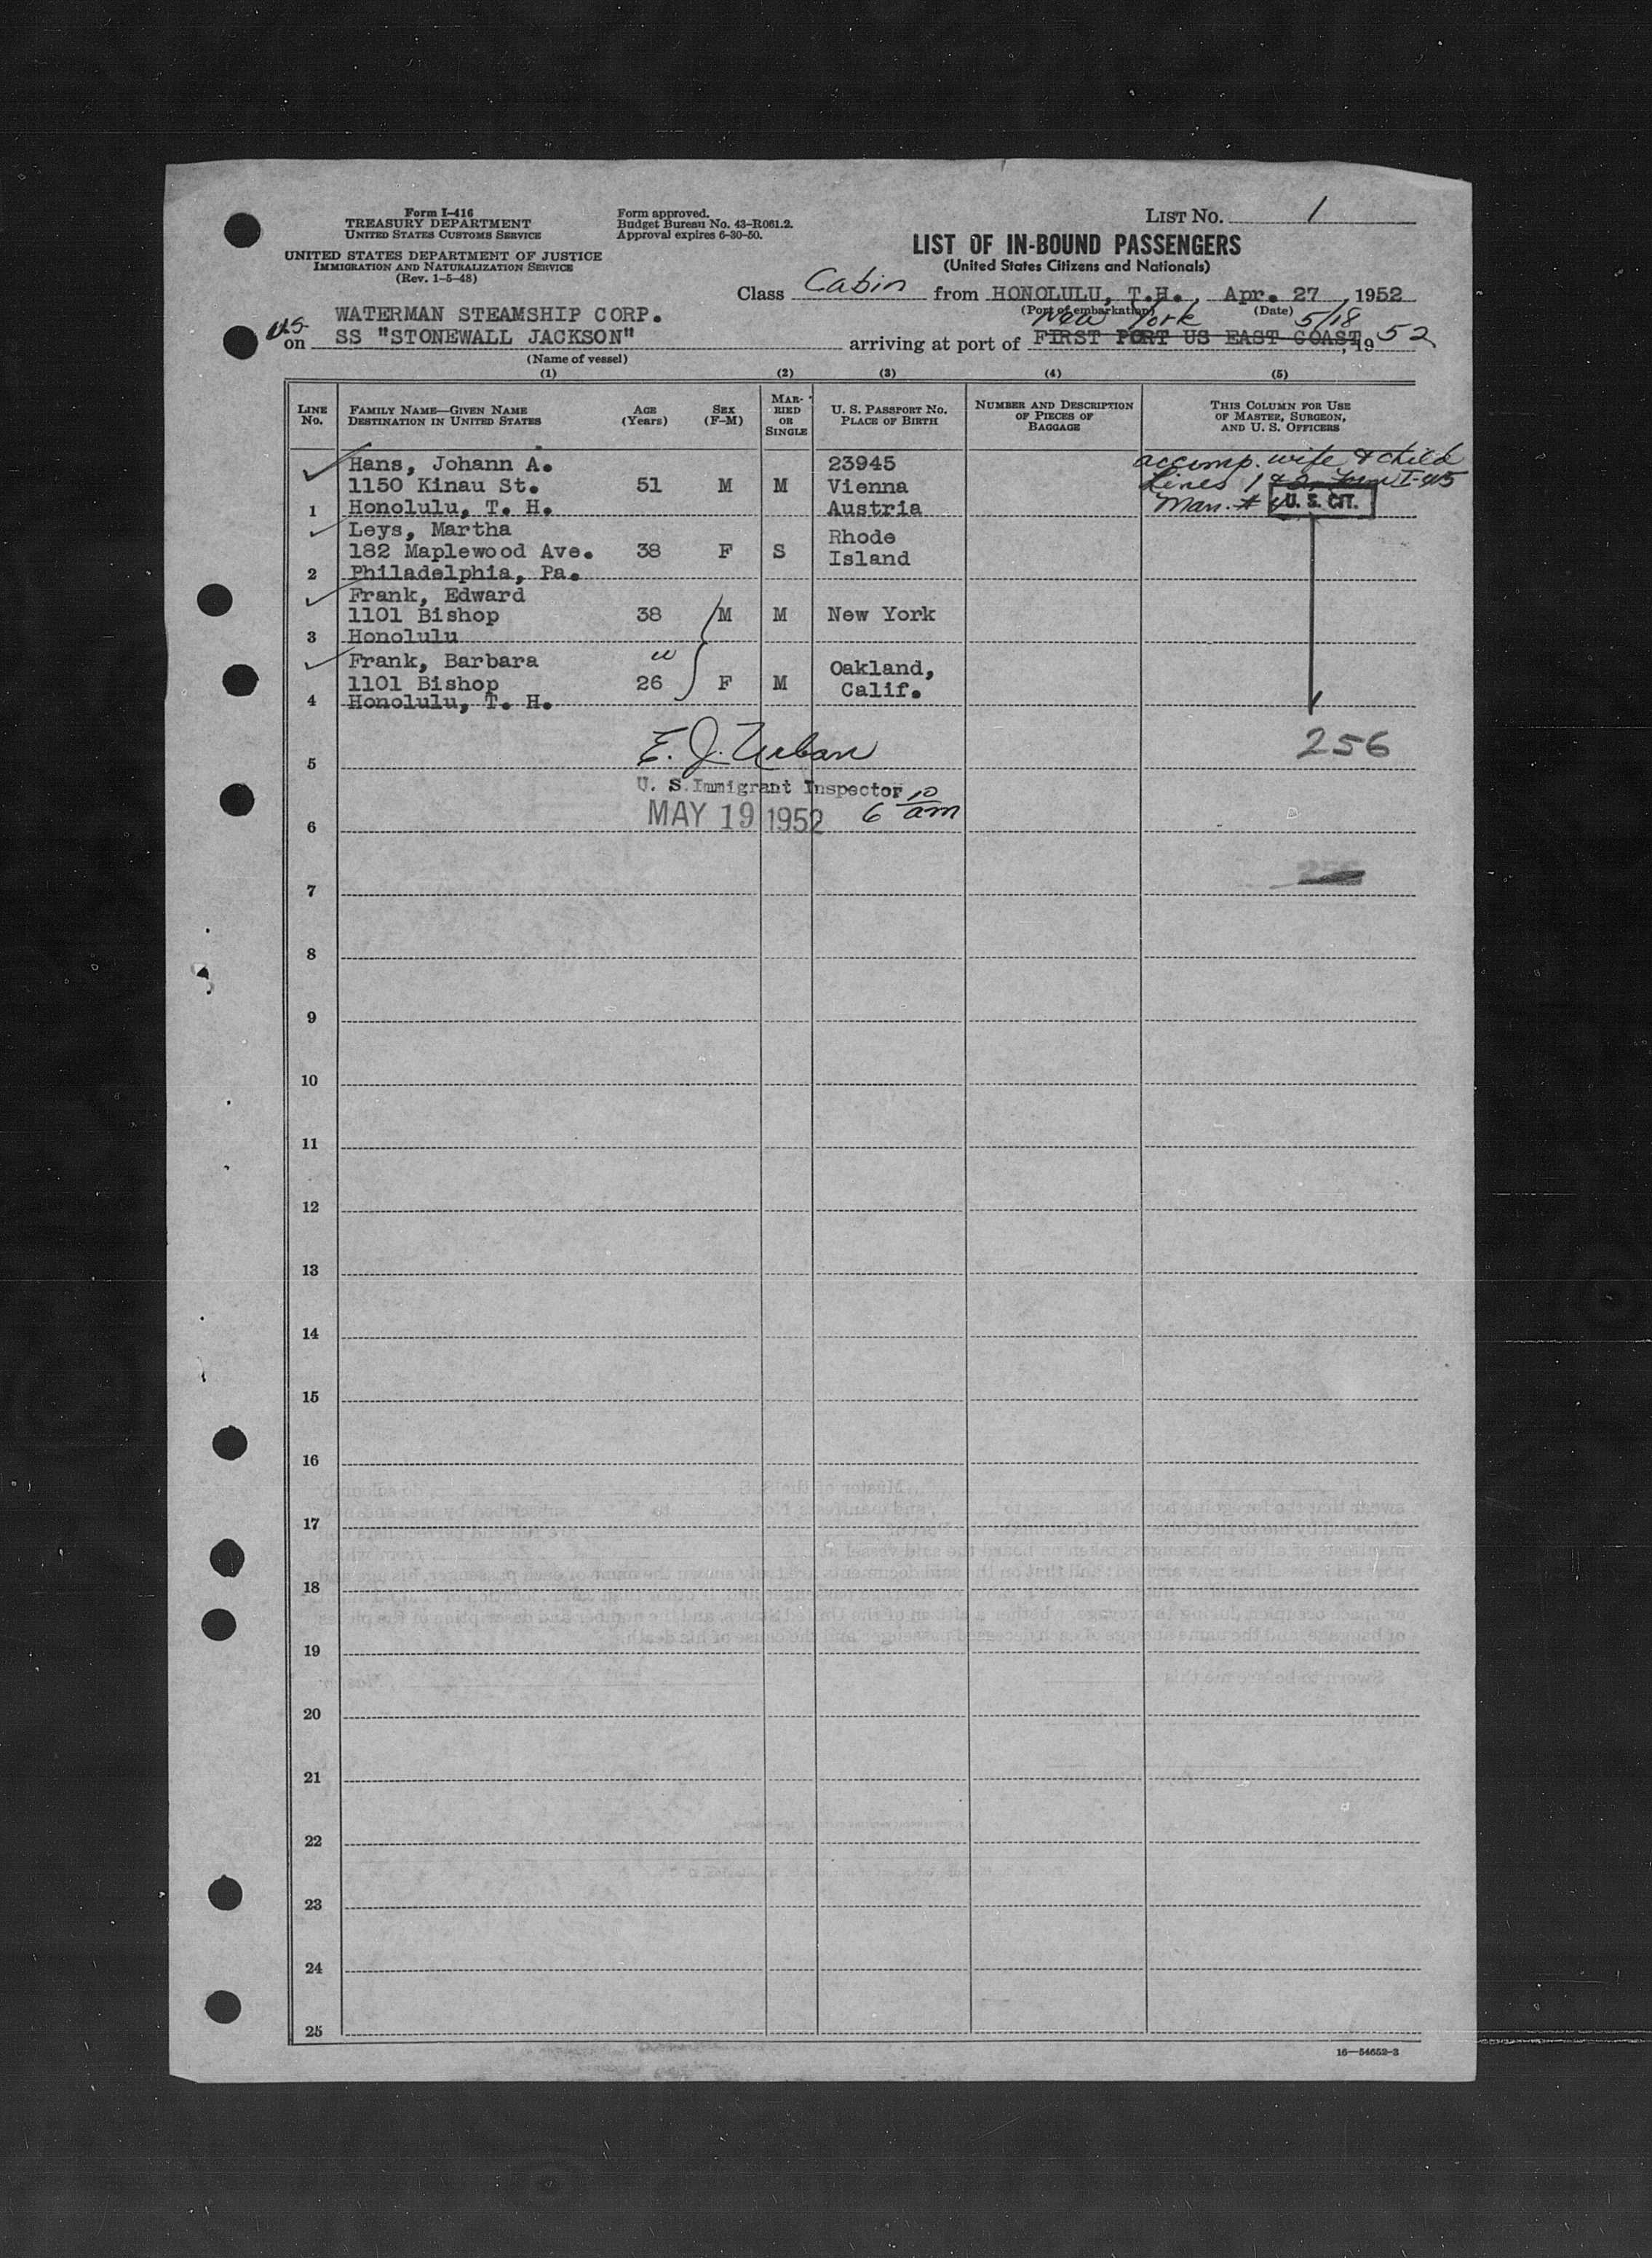 Form I-416
TREASURY DEPARTMENT
UNITED STATES CUSTOMS SERVICE
UNITED STATES DEPARTMENT OF JUSTICE
IMMIGRATION AND NATURALIZATION SERVICE
(Rev. 1-5-48)
Form approved.
Budget Bureau No. 43-R061.2.
Approval expires 6-30-50.
LIST NO. 1
LIST OF IN-BOUND PASSENGERS
(United States Citizens and Nationals)
Class Cabin from HONOLULU, T.H., Apr. 27, 1952
(Port of embarkation) (Date)
WATERMAN STEAMSHIP CORP.
New York 5/18
US on SS "STONEWALL JACKSON" arriving at port of FIRST PORT US EAST COAST, 1952
(Name of vessel)
(1) (2) (3) (4) (5)
LINE NO.
FAMILY NAME—GIVEN NAME
DESTINATION IN UNITED STATES
AGE (Years)
SEX (F-M)
MARRIED OR SINGLE
U. S. PASSPORT NO.
PLACE OF BIRTH
NUMBER AND DESCRIPTION OF PIECES OF BAGGAGE
THIS COLUMN FOR USE OF MASTER, SURGEON, AND U. S. OFFICERS
Hans, Johann A. 23945 accomp. wife & child
1150 Kinau St. 51 M M Vienna Lines 1 & 2, Form I-415
1 Honolulu, T. H. Austria Man. # U. S. CIT.
Leys, Martha Rhode
182 Maplewood Ave. 38 F S Island
2 Philadelphia, Pa.
Frank, Edward
1101 Bishop 38 M M New York
3 Honolulu
Frank, Barbara w Oakland,
1101 Bishop 26 F M Calif.
4 Honolulu, T. H.
E. J. Urban 256
5
U. S. Immigrant Inspector
MAY 19 1952 6 10 am
6
7
8
9
10
11
12
13
14
15
16
17
18
19
20
21
22
23
24
25
16—54652-3